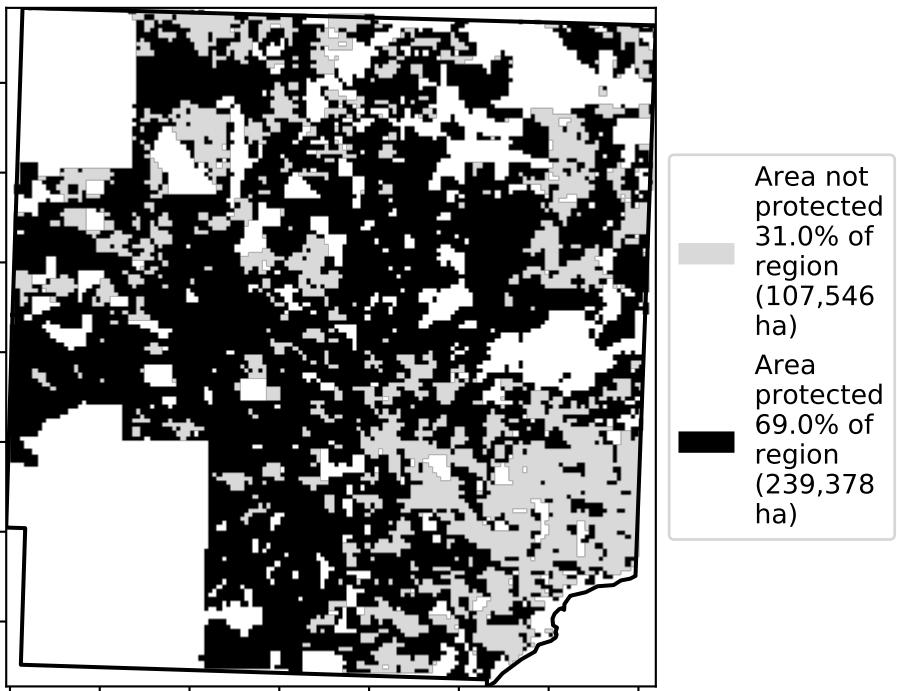 Area not
protected
31.0% of
region
(107,546
ha)
Area
protected
69.0% of
region
(239,378
ha)